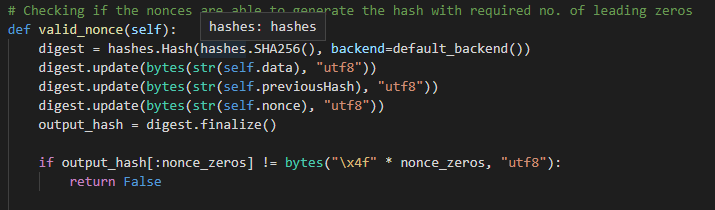 # Checking if the nonces are able to generate the hash with required no. of leading zeros
def valid_nonce(self):
hashes: hashes
    digest = hashes.Hash(hashes.SHA256(), backend=default_backend())
    digest.update(bytes(str(self.data), "utf8"))
    digest.update(bytes(str(self.previousHash), "utf8"))
    digest.update(bytes(str(self.nonce), "utf8"))
    output_hash = digest.finalize()

    if output_hash[:nonce_zeros] != bytes("\x4f" * nonce_zeros, "utf8"):
        return False